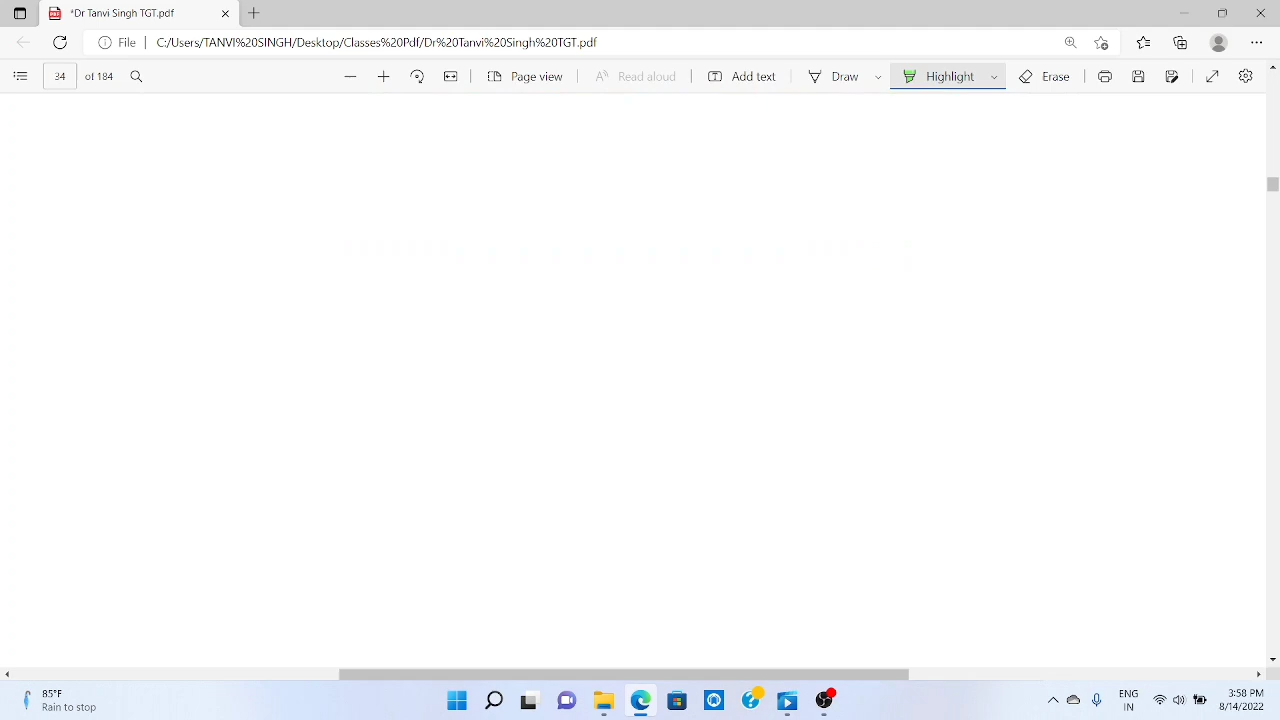 *Dr Tanvi Singh TGT.pdf
File | C:/Users/TANVI%20SINGH/Desktop/Classes%20Pdf/Dr%20Tanvi%20Singh%20TGT.pdf
34 of 184 Page view Read aloud Add text Draw Highlight Erase
85°F
Rain to stop
ENG
IN
3:58 PM
8/14/2022